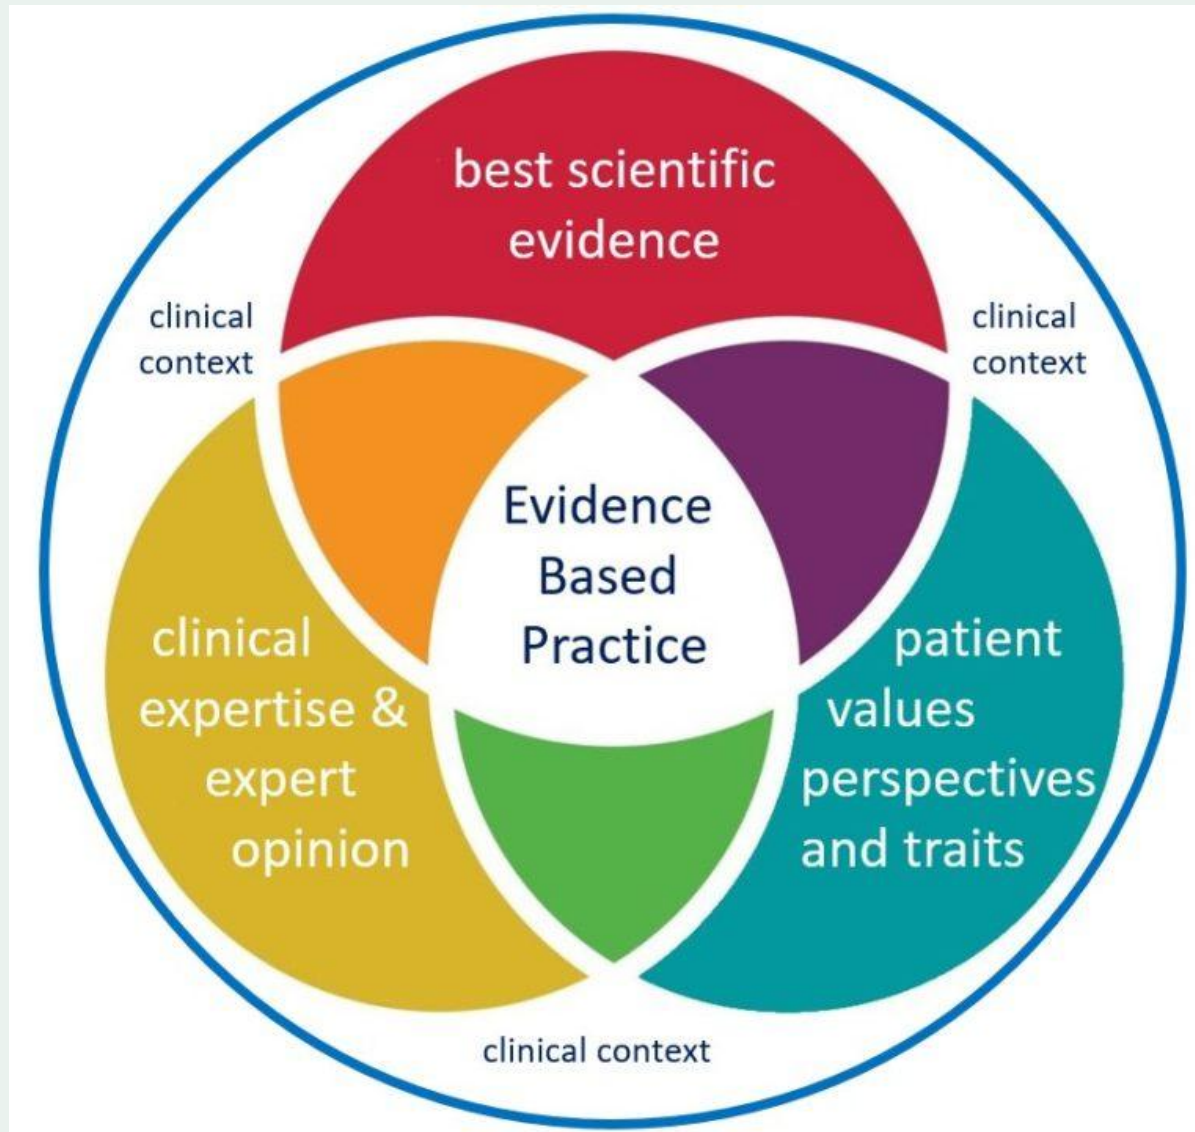 best scientific
evidence
clinical
context
clinical
context
Evidence
Based
Practice
clinical
expertise &
expert
opinion
patient
values
perspectives
and traits
clinical context